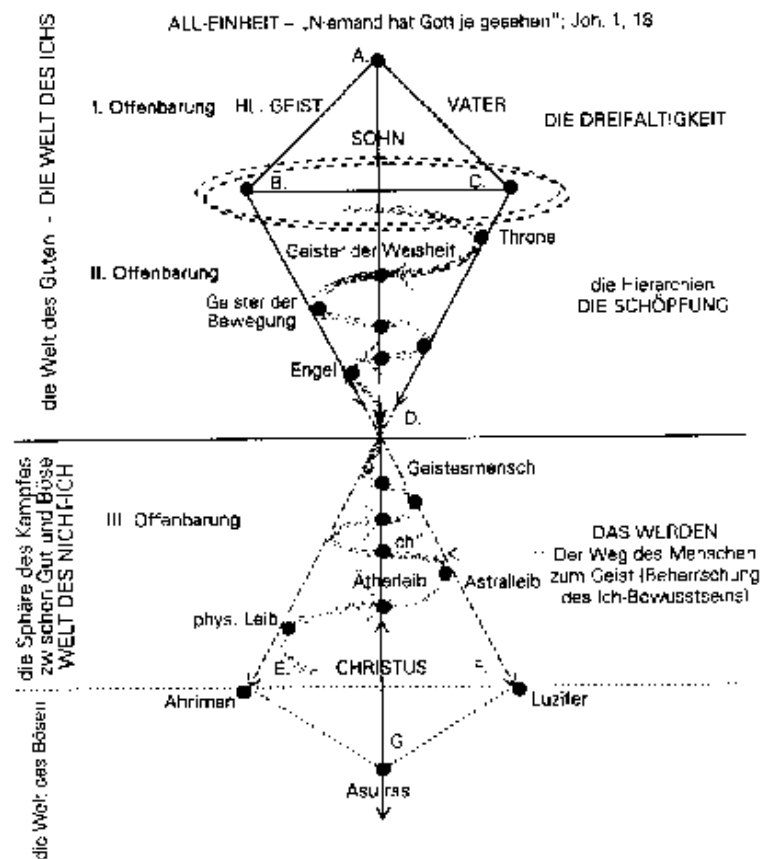 ALL-EINHEIT – „Niemand hat Gott je gesehen"; Joh. 1, 18
A.
I. Offenbarung
HL. GEIST
VATER
DIE DREIFALTIGKEIT
SOHN
B.
C.
Throne
Geister der Weisheit
II. Offenbarung
die Hierarchien
DIE SCHÖPFUNG
Geister der
Bewegung
Engel
D.
die Welt des Guten - DIE WELT DES ICHS
Geistesmensch
III. Offenbarung
DAS WERDEN
Der Weg des Menschen
zum Geist (Beherrschung
des Ich-Bewusstseins)
Ätherleib
Astralleib
phys. Leib
E.
CHRISTUS
F.
Ahriman
Luzifer
G.
Asuras
die Sphäre des Kampfes
zwischen Gut und Böse
WELT DES NICHT-ICH
die Welt des Bösen